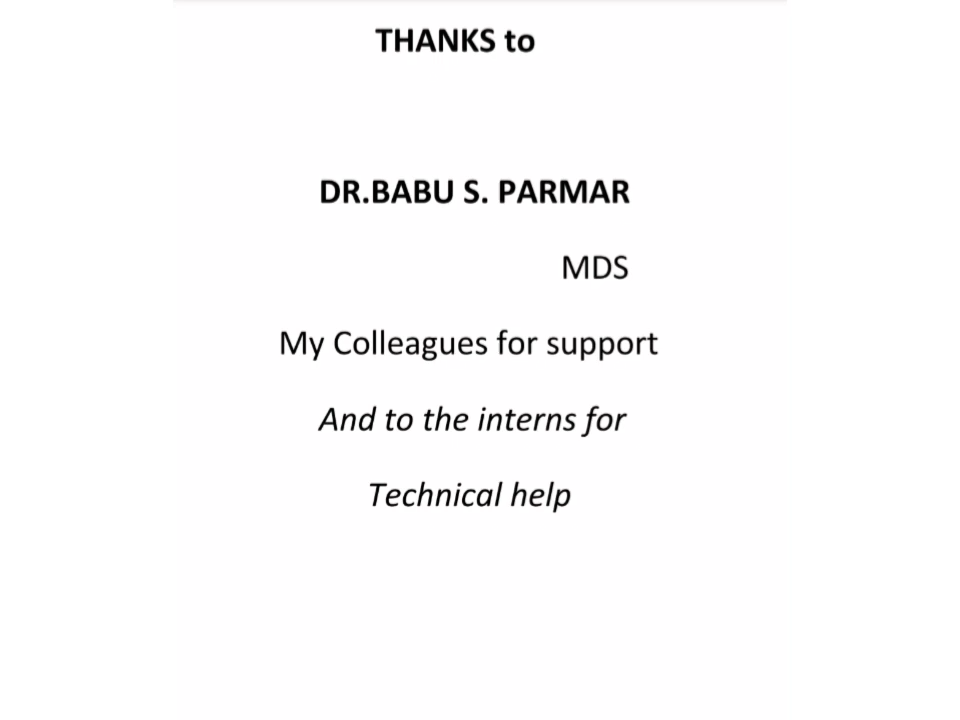 THANKS to
DR.BABU S. PARMAR
MDS
My Colleagues for support
And to the interns for
Technical help